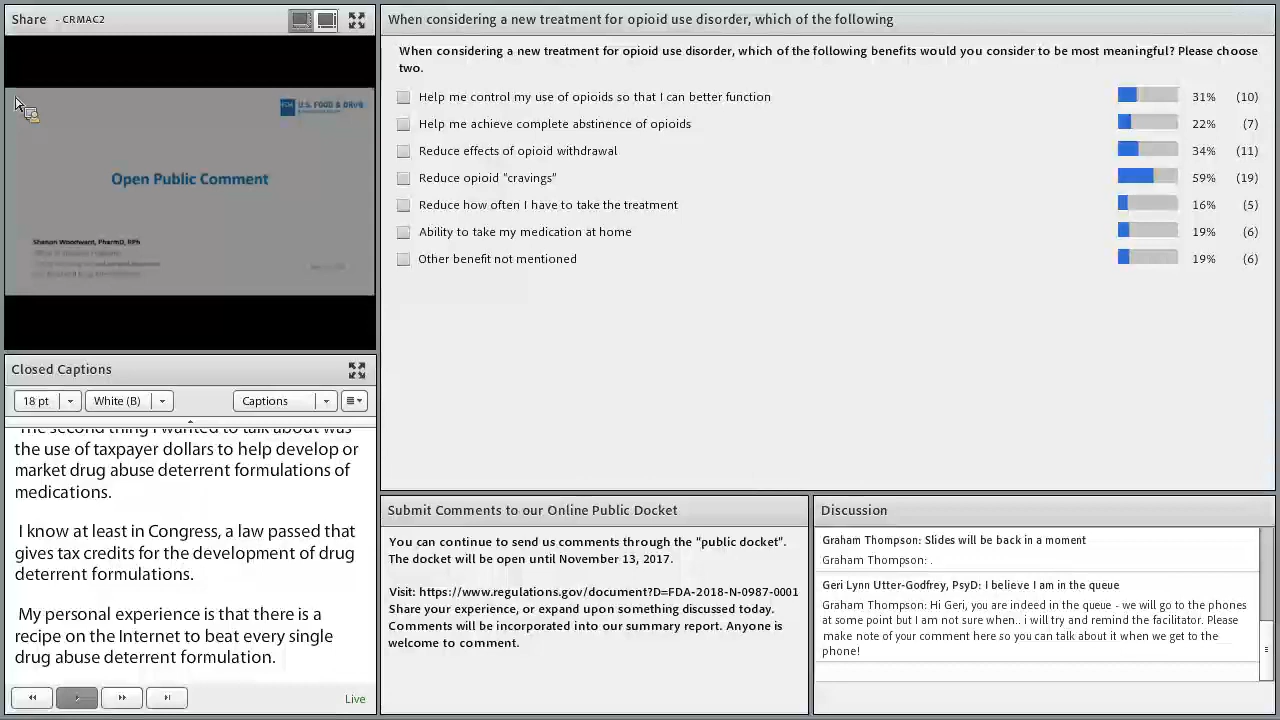 Share - CRMAC2
U.S. FOOD & DRUG
Open Public Comment
Sharon Woodward, PharmD, RPh
Closed Captions
18 pt
White (B)
Captions
The second thing I wanted to talk about was
the use of taxpayer dollars to help develop or
market drug abuse deterrent formulations of
medications.
I know at least in Congress, a law passed that
gives tax credits for the development of drug
deterrent formulations.
My personal experience is that there is a
recipe on the Internet to beat every single
drug abuse deterrent formulation.
Live
When considering a new treatment for opioid use disorder, which of the following
When considering a new treatment for opioid use disorder, which of the following benefits would you consider to be most meaningful? Please choose
two.
Help me control my use of opioids so that I can better function 31% (10)
Help me achieve complete abstinence of opioids 22% (7)
Reduce effects of opioid withdrawal 34% (11)
Reduce opioid "cravings" 59% (19)
Reduce how often I have to take the treatment 16% (5)
Ability to take my medication at home 19% (6)
Other benefit not mentioned 19% (6)
Submit Comments to our Online Public Docket
You can continue to send us comments through the "public docket".
The docket will be open until November 13, 2017.
Visit: https://www.regulations.gov/document?D=FDA-2018-N-0987-0001
Share your experience, or expand upon something discussed today.
Comments will be incorporated into our summary report. Anyone is
welcome to comment.
Discussion
Graham Thompson: Slides will be back in a moment
Graham Thompson: .
Geri Lynn Utter-Godfrey, PsyD: I believe I am in the queue
Graham Thompson: Hi Geri, you are indeed in the queue - we will go to the phones
at some point but I am not sure when.. i will try and remind the facilitator. Please
make note of your comment here so you can talk about it when we get to the
phone!